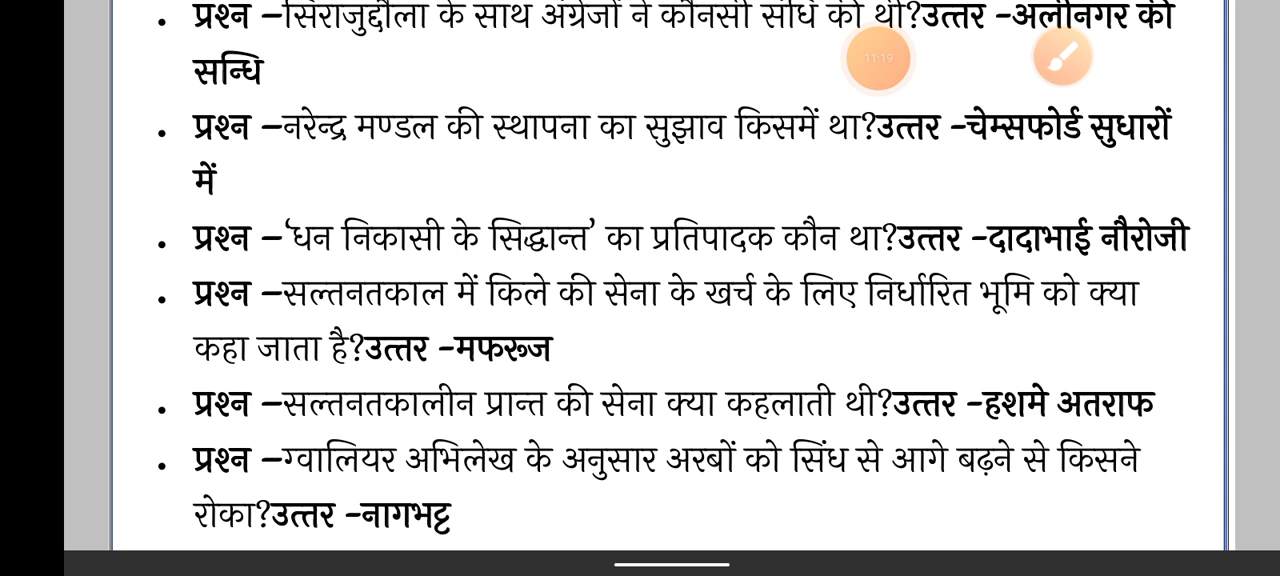 • प्रश्न –सिराजुद्दौला के साथ अंग्रेजों ने कौनसी संधि की थी?उत्तर -अलीनगर की
सन्धि
11:19
• प्रश्न –नरेन्द्र मण्डल की स्थापना का सुझाव किसमें था?उत्तर -चेम्सफोर्ड सुधारों
में
• प्रश्न –‘धन निकासी के सिद्धान्त’ का प्रतिपादक कौन था?उत्तर -दादाभाई नौरोजी
• प्रश्न –सल्तनतकाल में किले की सेना के खर्च के लिए निर्धारित भूमि को क्या
कहा जाता है?उत्तर -मफरूज
• प्रश्न –सल्तनतकालीन प्रान्त की सेना क्या कहलाती थी?उत्तर -हशमे अतराफ
• प्रश्न –ग्वालियर अभिलेख के अनुसार अरबों को सिंध से आगे बढ़ने से किसने
रोका?उत्तर -नागभट्ट